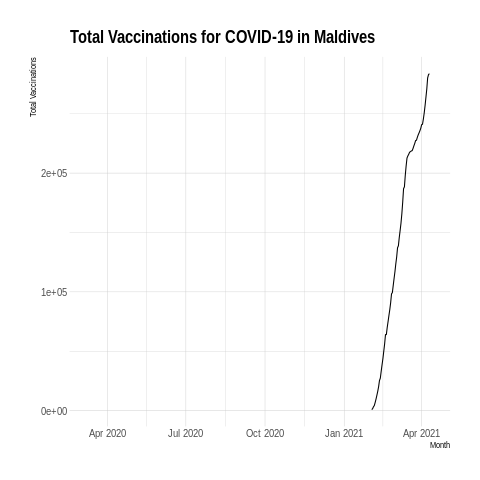 Total Vaccinations for COVID-19 in Maldives
Total Vaccinations
2e+05
1e+05
0e+00
Apr 2020 Jul 2020 Oct 2020 Jan 2021 Apr 2021
Month